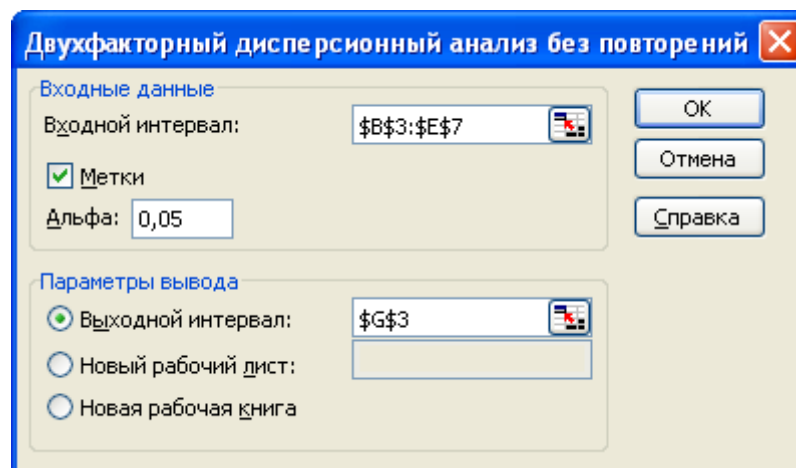 Двухфакторный дисперсионный анализ без повторений
Входные данные
Входной интервал: $B$3:$E$7
Метки
Альфа: 0,05
ОК
Отмена
Справка
Параметры вывода
Выходной интервал: $G$3
Новый рабочий лист:
Новая рабочая книга